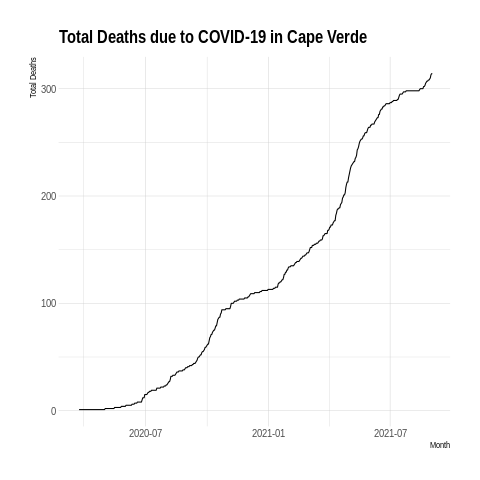 Total Deaths due to COVID-19 in Cape Verde
Total Deaths
300
200
100
0
2020-07
2021-01
2021-07
Month